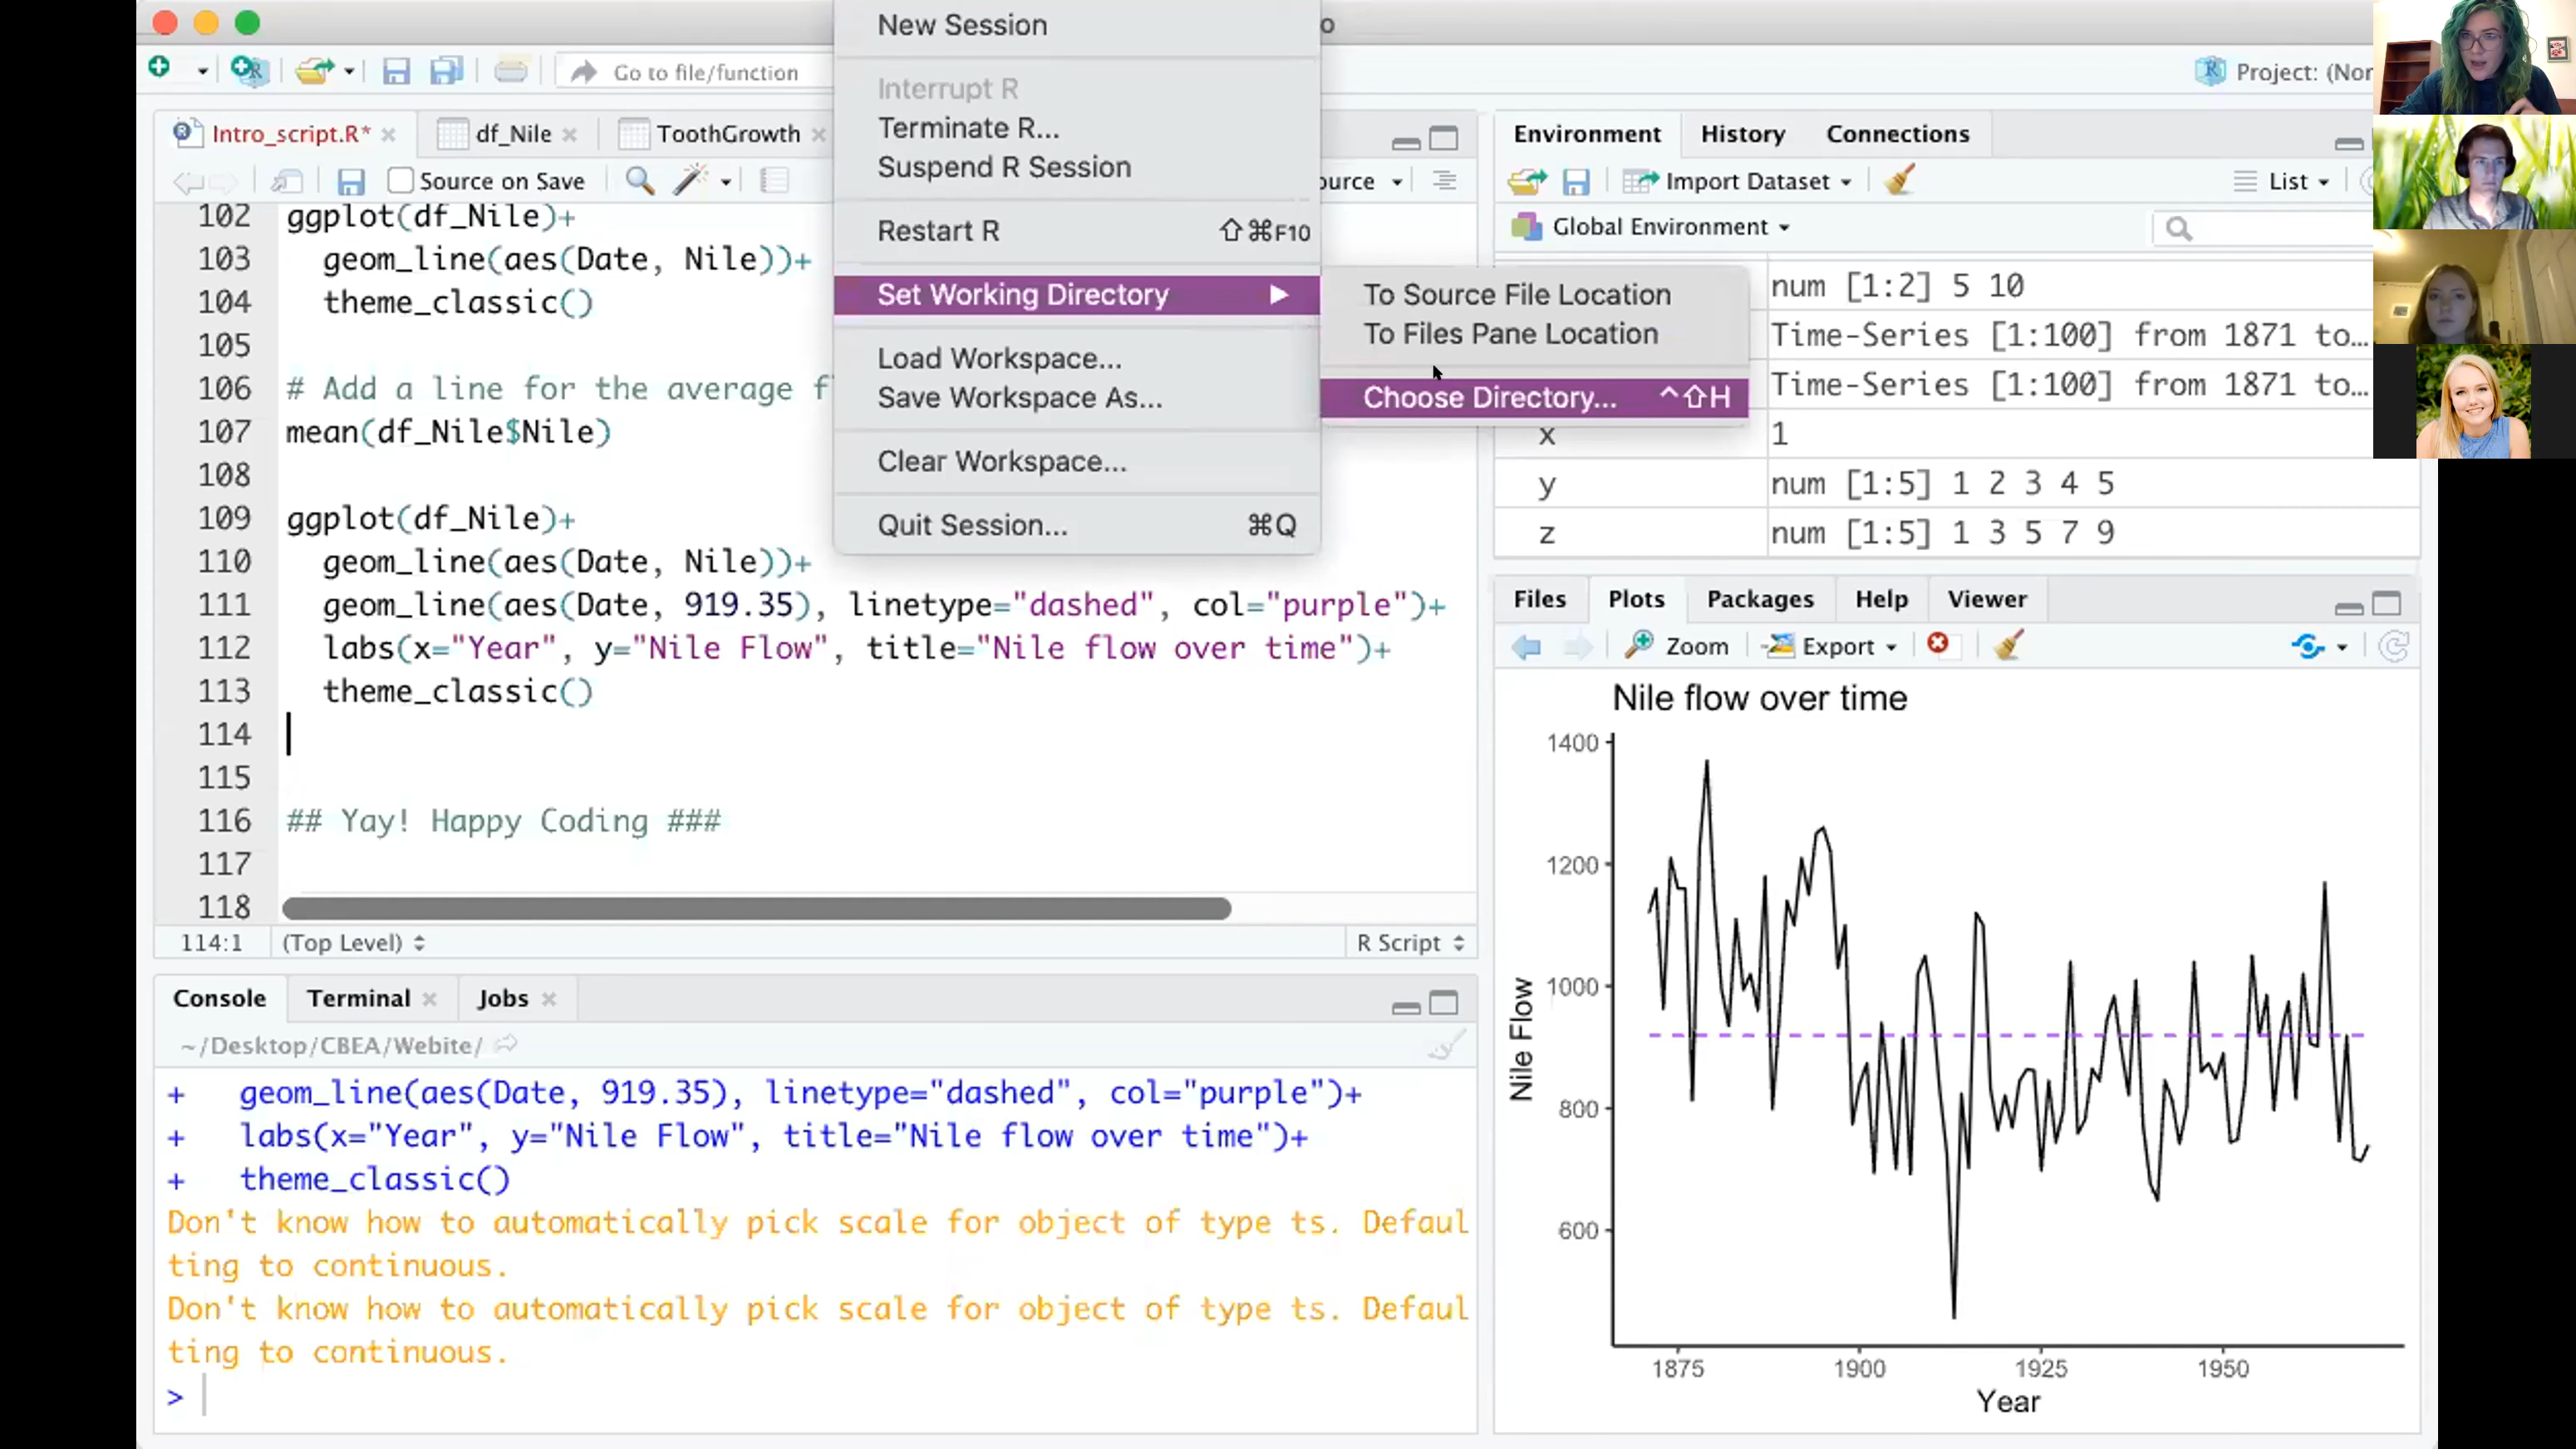 New Session
Interrupt R
Terminate R...
Suspend R Session
Restart R ⇧⌘F10
Set Working Directory ▶
Load Workspace...
Save Workspace As...
Clear Workspace...
Quit Session... ⌘Q
To Source File Location
To Files Pane Location
Choose Directory... ^⇧H
o
Go to file/function
Project: (Nor
Intro_script.R*
df_Nile
ToothGrowth
Source on Save
ource
102 ggplot(df_Nile)+
103 geom_line(aes(Date, Nile))+
104 theme_classic()
105
106 # Add a line for the average f
107 mean(df_Nile$Nile)
108
109 ggplot(df_Nile)+
110 geom_line(aes(Date, Nile))+
111 geom_line(aes(Date, 919.35), linetype="dashed", col="purple")+
112 labs(x="Year", y="Nile Flow", title="Nile flow over time")+
113 theme_classic()
114
115
116 ## Yay! Happy Coding ###
117
118
114:1 (Top Level) R Script
Console Terminal Jobs
~/Desktop/CBEA/Webite/
+ geom_line(aes(Date, 919.35), linetype="dashed", col="purple")+
+ labs(x="Year", y="Nile Flow", title="Nile flow over time")+
+ theme_classic()
Don't know how to automatically pick scale for object of type ts. Defaul
ting to continuous.
Don't know how to automatically pick scale for object of type ts. Defaul
ting to continuous.
>
Environment History Connections
Import Dataset List
Global Environment
num [1:2] 5 10
Time-Series [1:100] from 1871 to…
Time-Series [1:100] from 1871 to…
x 1
y num [1:5] 1 2 3 4 5
z num [1:5] 1 3 5 7 9
Files Plots Packages Help Viewer
Zoom Export
Nile flow over time
1400
1200
1000
800
600
Nile Flow
1875 1900 1925 1950
Year